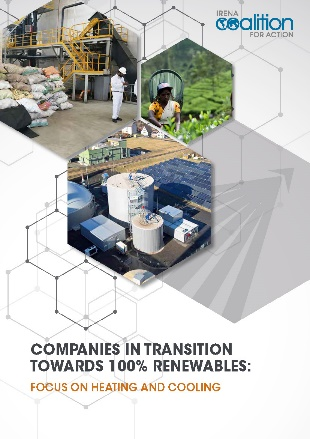 IRENA
coalition
FOR ACTION
COMPANIES IN TRANSITION
TOWARDS 100% RENEWABLES:
FOCUS ON HEATING AND COOLING